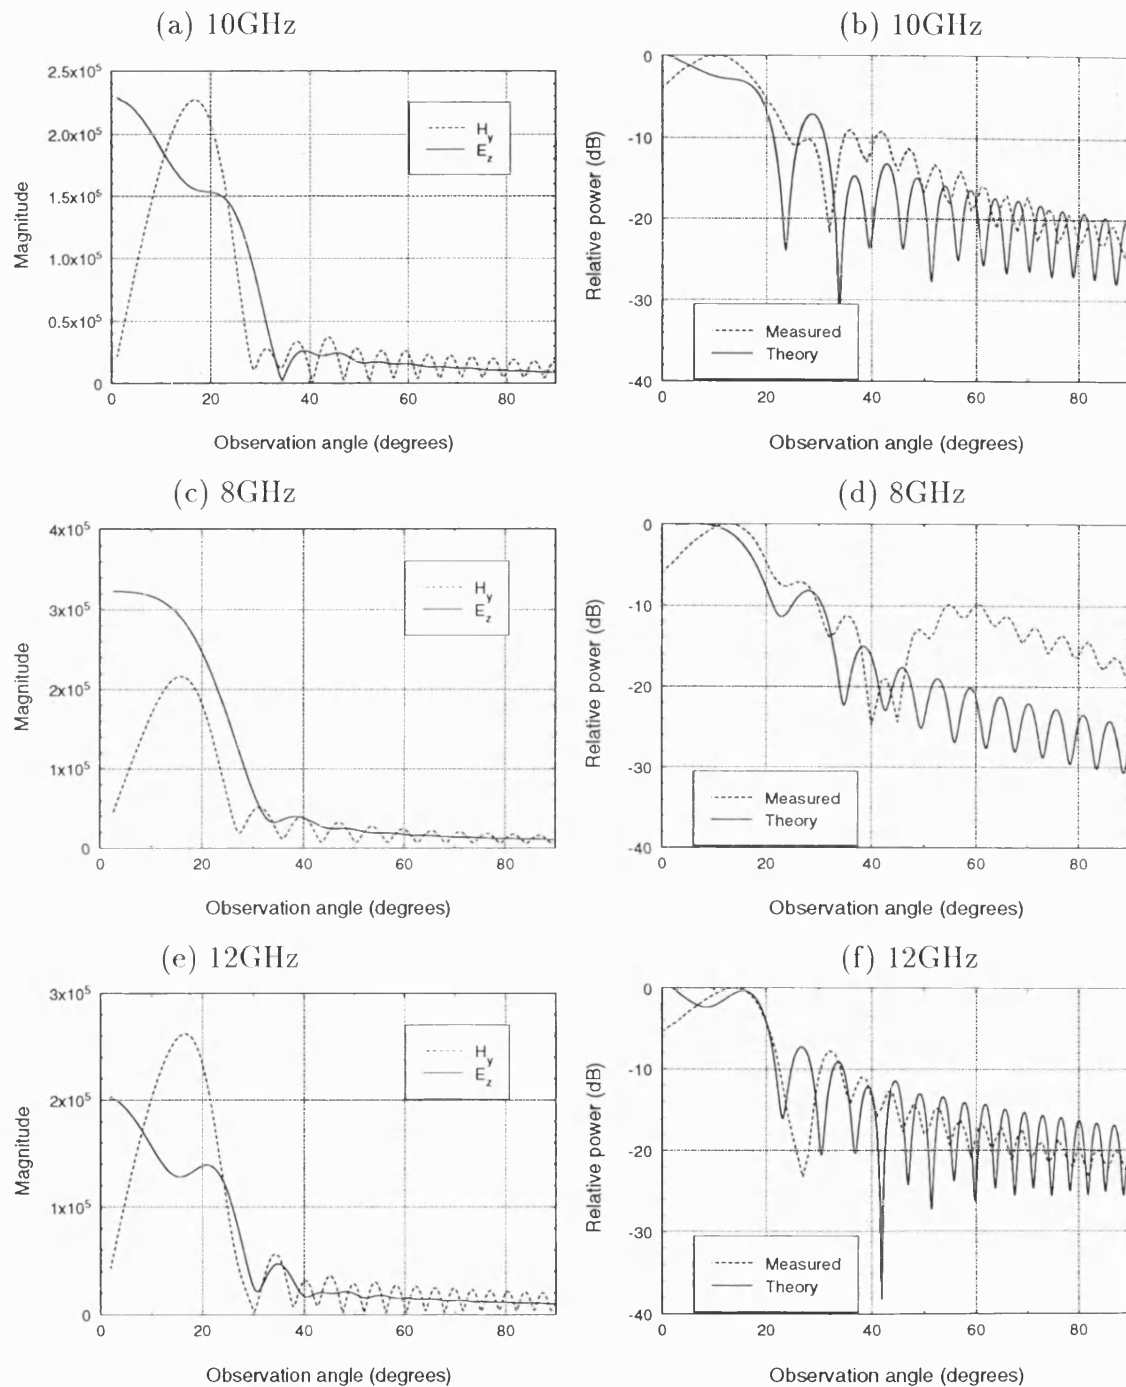 (a) 10GHz
2.5x10⁵
2.0x10⁵
1.5x10⁵
1.0x10⁵
0.5x10⁵
0
Magnitude
H_y
E_z
0 20 40 60 80
Observation angle (degrees)
(b) 10GHz
0
-10
-20
-30
-40
Relative power (dB)
Measured
Theory
0 20 40 60 80
Observation angle (degrees)
(c) 8GHz
4x10⁵
3x10⁵
2x10⁵
1x10⁵
0
Magnitude
H_y
E_z
0 20 40 60 80
Observation angle (degrees)
(d) 8GHz
0
-10
-20
-30
-40
Relative power (dB)
Measured
Theory
0 20 40 60 80
Observation angle (degrees)
(e) 12GHz
3x10⁵
2x10⁵
1x10⁵
0
Magnitude
H_y
E_z
0 20 40 60 80
Observation angle (degrees)
(f) 12GHz
0
-10
-20
-30
-40
Relative power (dB)
Measured
Theory
0 20 40 60 80
Observation angle (degrees)